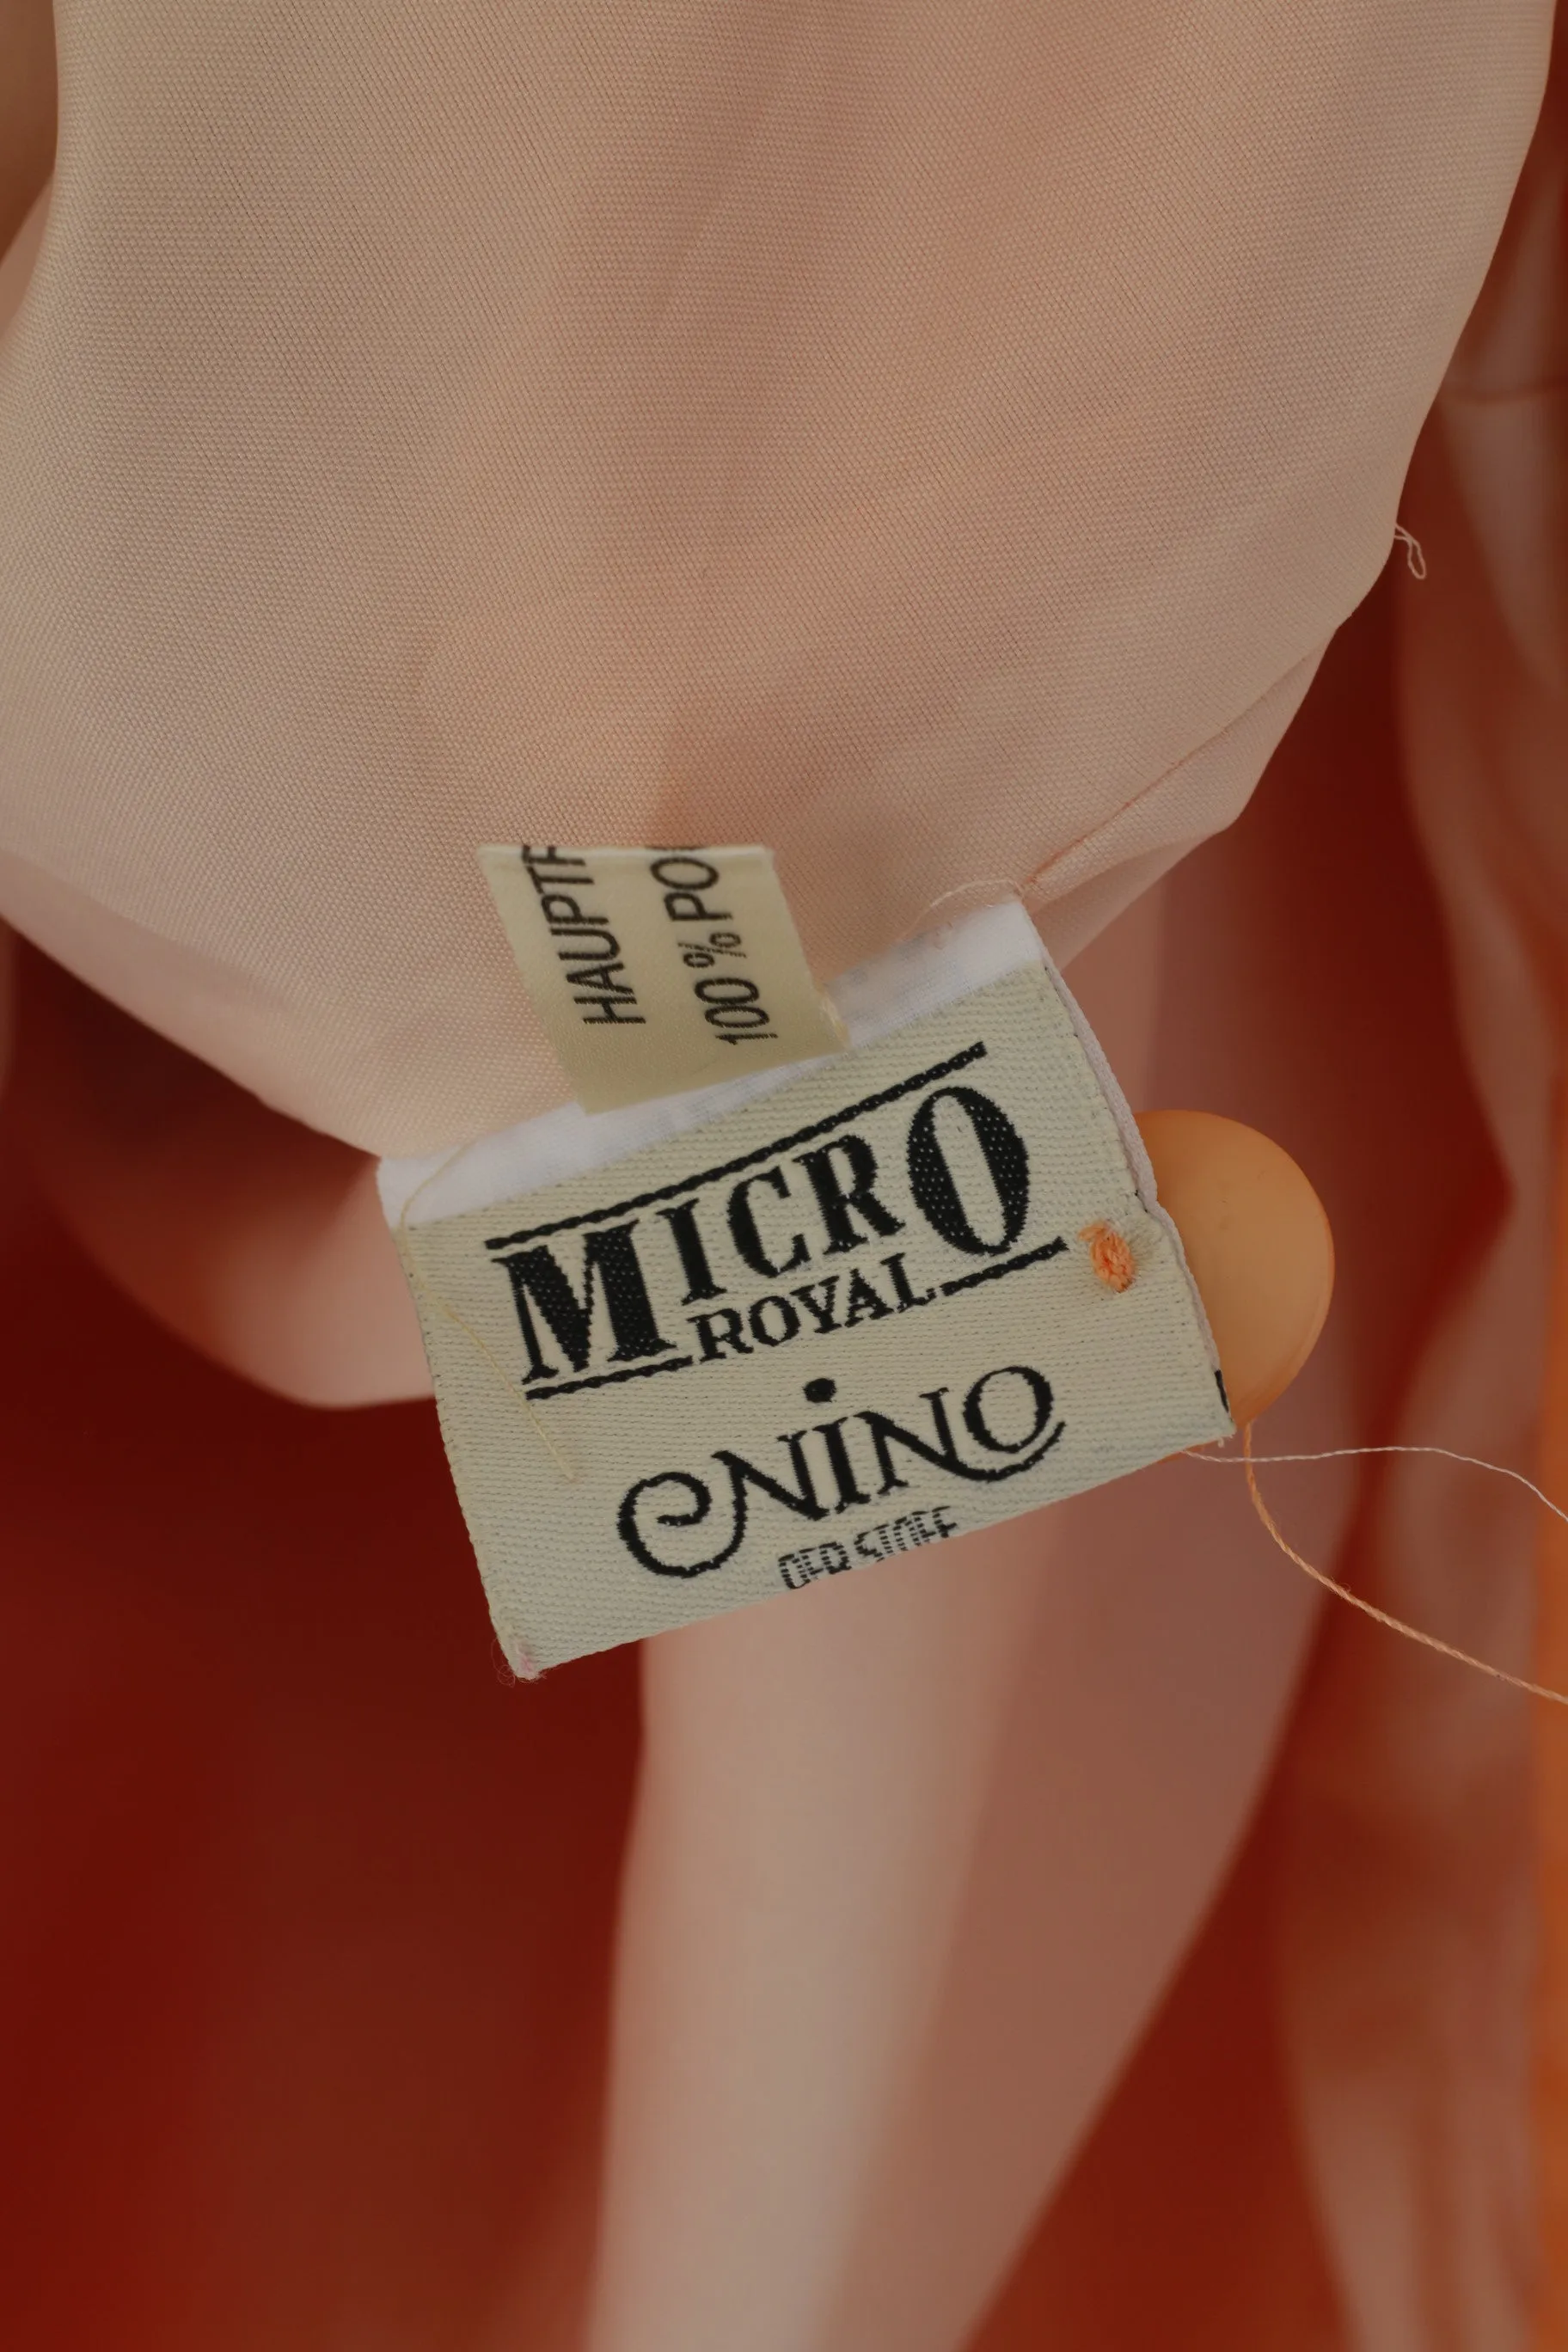 HAUPTF
100% PO
MICRO
ROYAL
NINO
DER STOFF